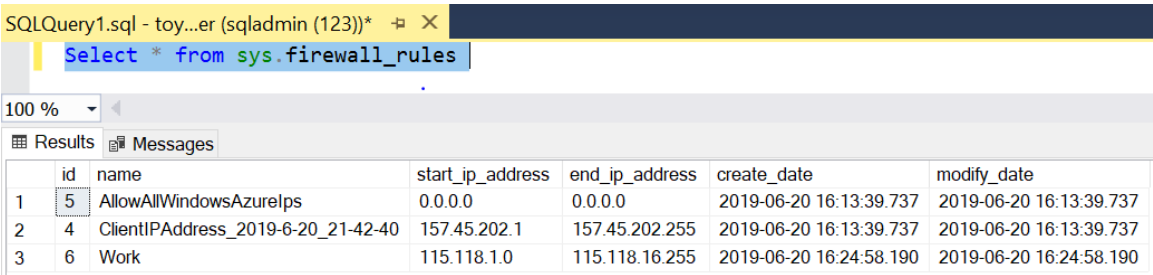 SQLQuery1.sql - toy...er (sqladmin (123))*
Select * from sys.firewall_rules
100 %
Results Messages
id name start_ip_address end_ip_address create_date modify_date
1 5 AllowAllWindowsAzureIps 0.0.0.0 0.0.0.0 2019-06-20 16:13:39.737 2019-06-20 16:13:39.737
2 4 ClientIPAddress_2019-6-20_21-42-40 157.45.202.1 157.45.202.255 2019-06-20 16:13:39.737 2019-06-20 16:13:39.737
3 6 Work 115.118.1.0 115.118.16.255 2019-06-20 16:24:58.190 2019-06-20 16:24:58.190